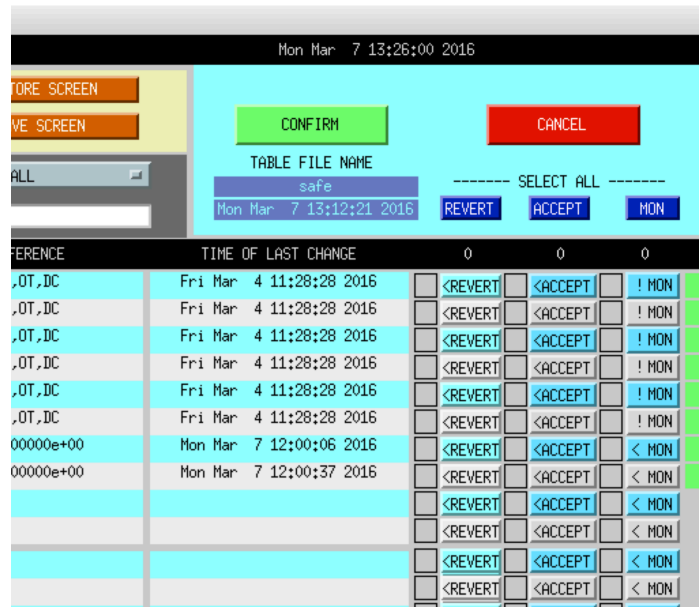 Mon Mar 7 13:26:00 2016
TORE SCREEN
VE SCREEN
CONFIRM CANCEL
TABLE FILE NAME
ALL
safe ------- SELECT ALL -------
Mon Mar 7 13:12:21 2016 REVERT ACCEPT MON
FERENCE TIME OF LAST CHANGE 0 0 0
,OT,DC Fri Mar 4 11:28:28 2016 <REVERT <ACCEPT ! MON
,OT,DC Fri Mar 4 11:28:28 2016 <REVERT <ACCEPT ! MON
,OT,DC Fri Mar 4 11:28:28 2016 <REVERT <ACCEPT ! MON
,OT,DC Fri Mar 4 11:28:28 2016 <REVERT <ACCEPT ! MON
,OT,DC Fri Mar 4 11:28:28 2016 <REVERT <ACCEPT ! MON
,OT,DC Fri Mar 4 11:28:28 2016 <REVERT <ACCEPT ! MON
00000e+00 Mon Mar 7 12:00:06 2016 <REVERT <ACCEPT < MON
00000e+00 Mon Mar 7 12:00:37 2016 <REVERT <ACCEPT < MON
<REVERT <ACCEPT < MON
<REVERT <ACCEPT < MON
<REVERT <ACCEPT < MON
<REVERT <ACCEPT < MON